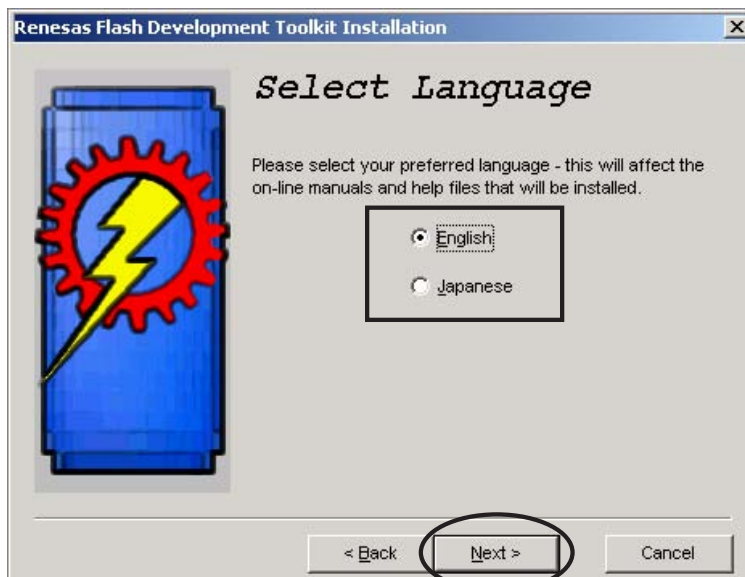 Renesas Flash Development Toolkit Installation
Select Language
Please select your preferred language - this will affect the
on-line manuals and help files that will be installed.
English
Japanese
< Back
Next >
Cancel